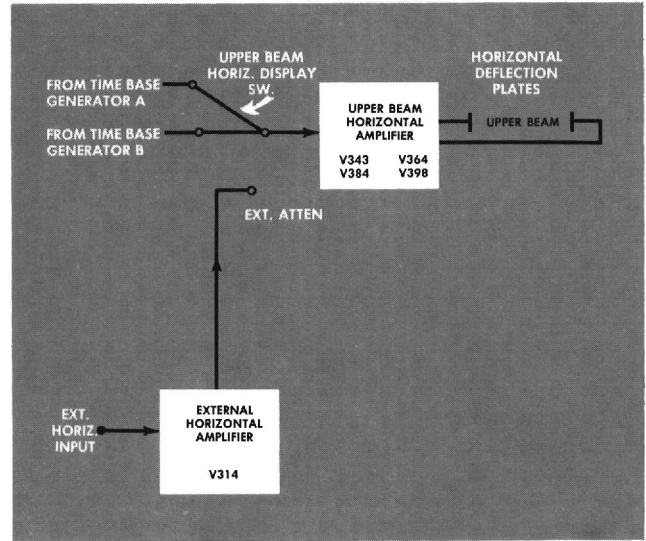 UPPER BEAM
HORIZ. DISPLAY
SW.
HORIZONTAL
DEFLECTION
PLATES
FROM TIME BASE
GENERATOR A
FROM TIME BASE
GENERATOR B
UPPER BEAM
HORIZONTAL
AMPLIFIER
V343 V364
V384 V398
UPPER BEAM
EXT. ATTEN
EXT.
HORIZ.
INPUT
EXTERNAL
HORIZONTAL
AMPLIFIER
V314